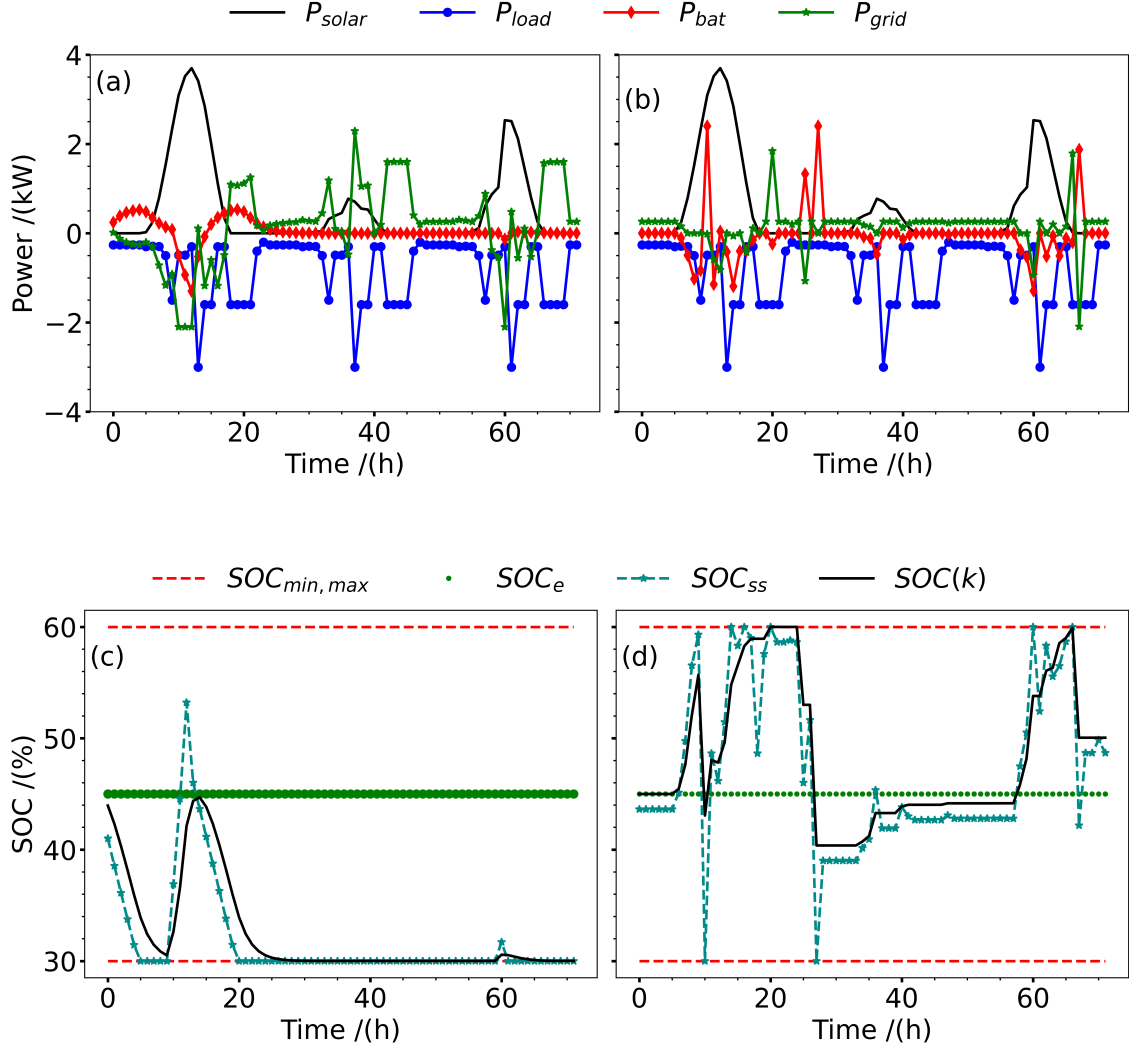 P_solar P_load P_bat P_grid
(a) (b)
Power /(kW)
4
2
0
−2
−4
0 20 40 60 0 20 40 60
Time /(h) Time /(h)
SOC_min, max SOC_e SOC_ss SOC(k)
(c) (d)
SOC /(%)
60
50
40
30
0 20 40 60 0 20 40 60
Time /(h) Time /(h)